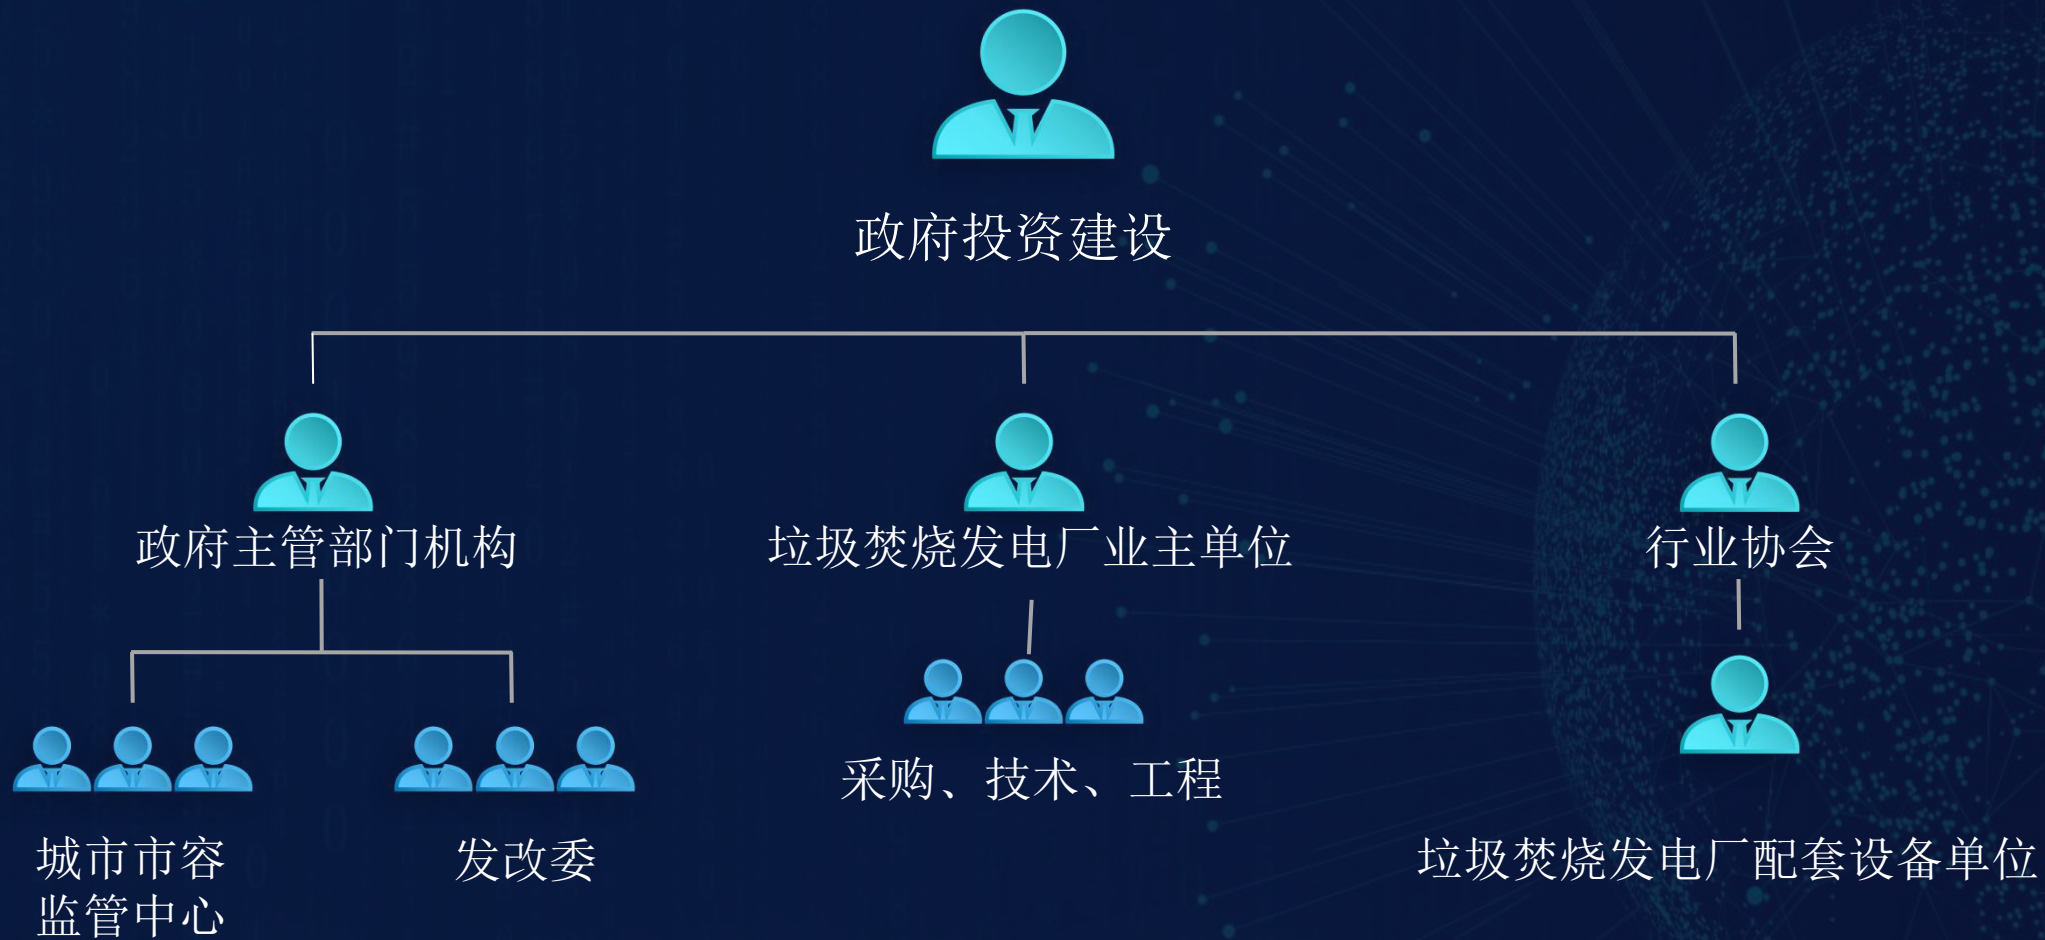 政府投资建设
政府主管部门机构
垃圾焚烧发电厂业主单位
行业协会
采购、技术、工程
城市市容
监管中心
发改委
垃圾焚烧发电厂配套设备单位